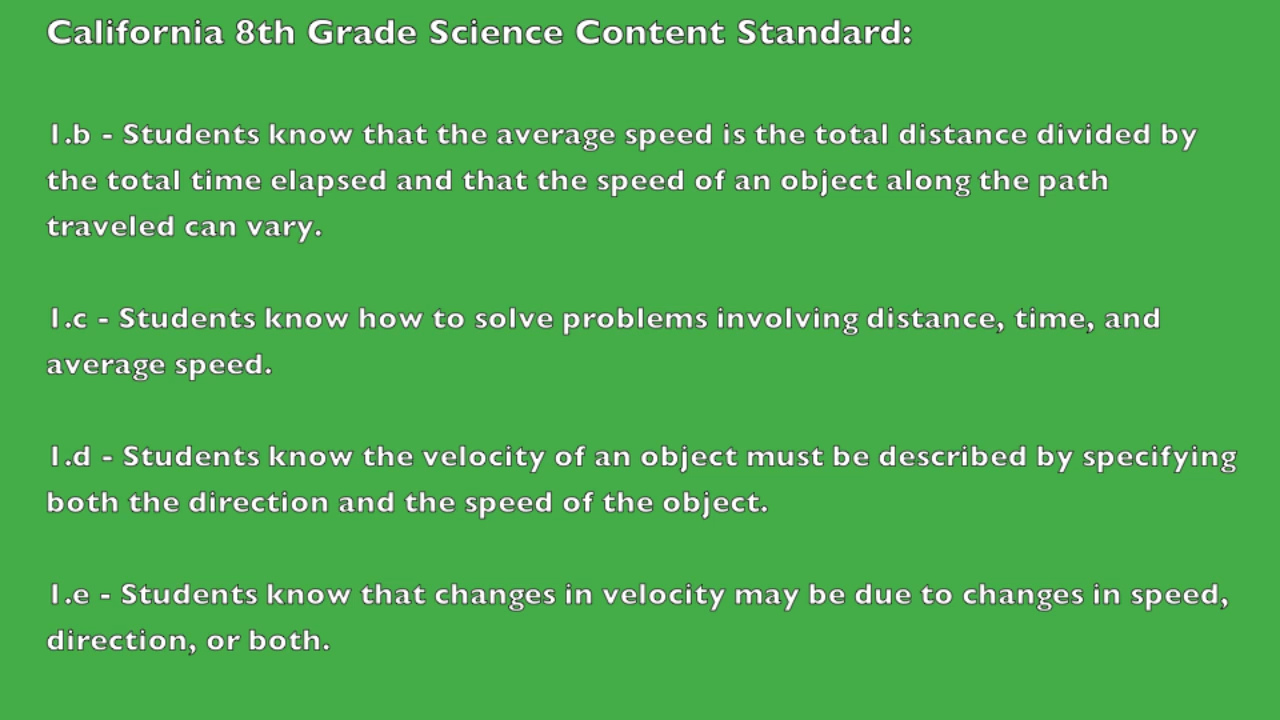 California 8th Grade Science Content Standard:
1.b - Students know that the average speed is the total distance divided by
the total time elapsed and that the speed of an object along the path
traveled can vary.
1.c - Students know how to solve problems involving distance, time, and
average speed.
1.d - Students know the velocity of an object must be described by specifying
both the direction and the speed of the object.
1.e - Students know that changes in velocity may be due to changes in speed,
direction, or both.